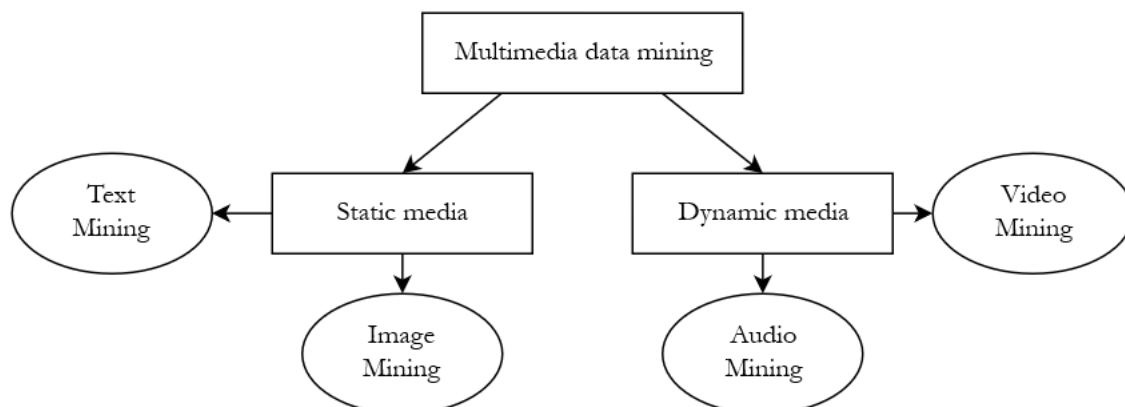 Multimedia data mining
Text
Mining
Static media
Dynamic media
Video
Mining
Image
Mining
Audio
Mining